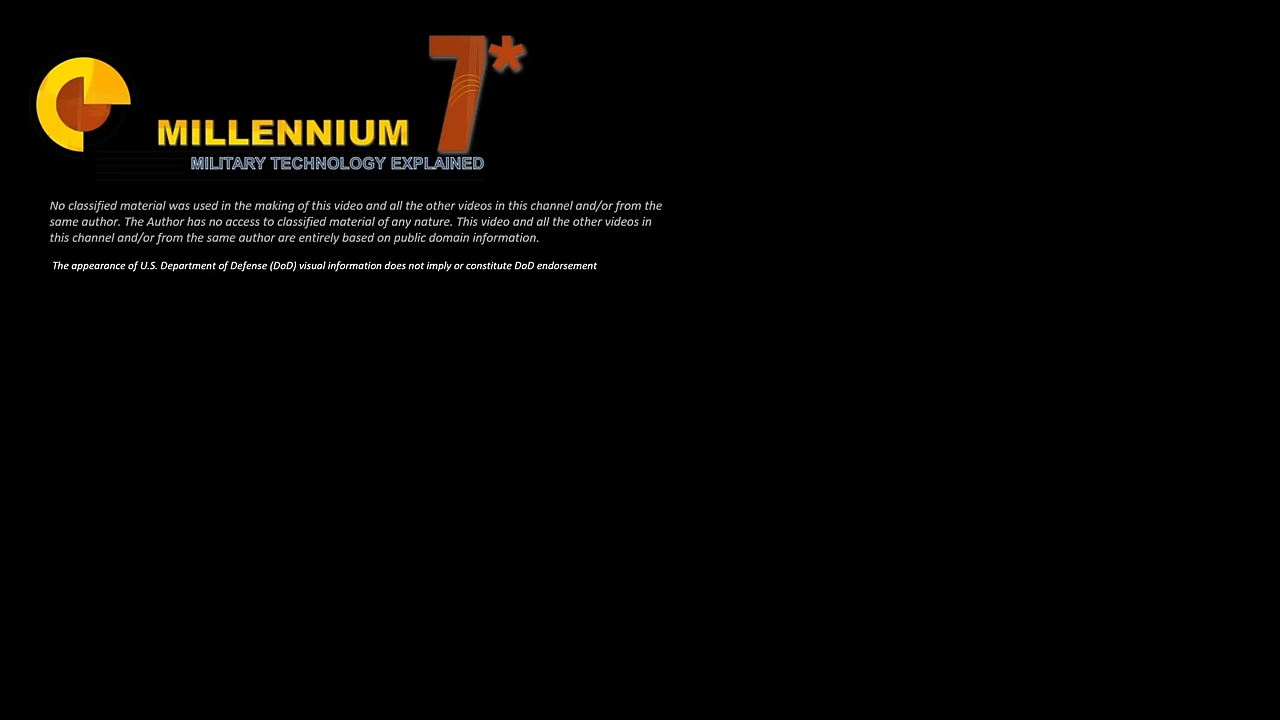 7*
MILLENNIUM
MILITARY TECHNOLOGY EXPLAINED
No classified material was used in the making of this video and all the other videos in this channel and/or from the
same author. The Author has no access to classified material of any nature. This video and all the other videos in
this channel and/or from the same author are entirely based on public domain information.
The appearance of U.S. Department of Defense (DoD) visual information does not imply or constitute DoD endorsement